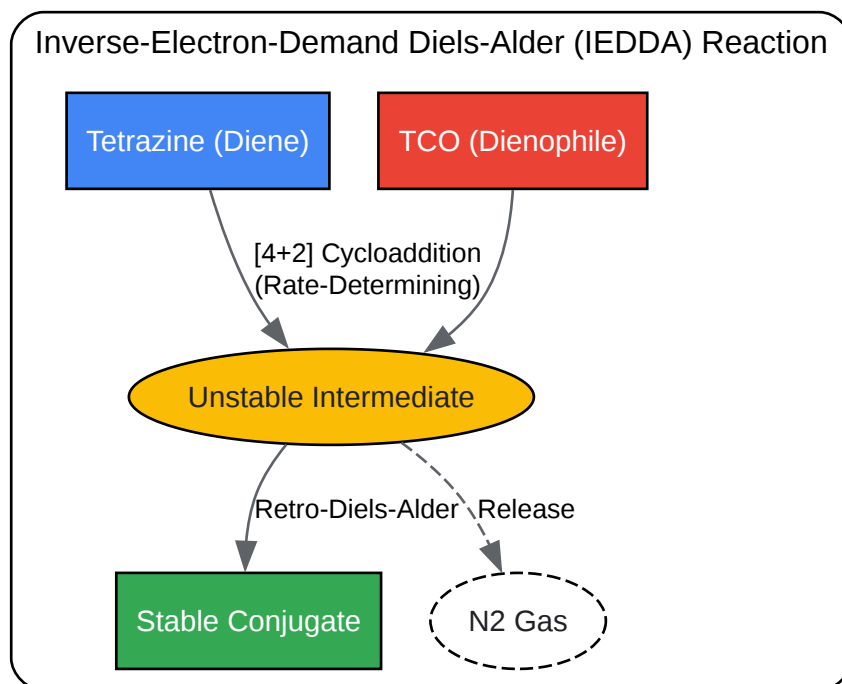 Inverse-Electron-Demand Diels-Alder (IEDDA) Reaction
Tetrazine (Diene)
TCO (Dienophile)
[4+2] Cycloaddition
(Rate-Determining)
Unstable Intermediate
Retro-Diels-Alder
Release
Stable Conjugate
N2 Gas